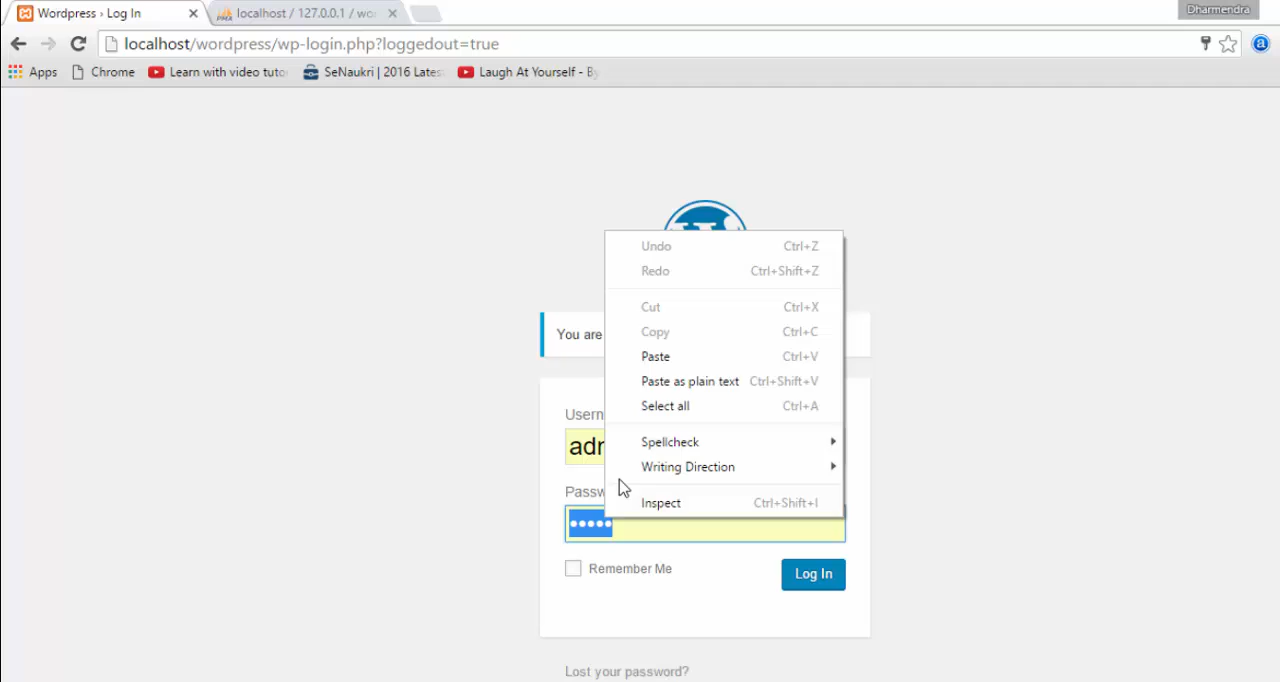 Wordpress › Log In
localhost / 127.0.0.1 / wor
Dharmendra
localhost/wordpress/wp-login.php?loggedout=true
Apps
Chrome
Learn with video tuto
SeNaukri | 2016 Lates
Laugh At Yourself - By
Undo Ctrl+Z
Redo Ctrl+Shift+Z
Cut Ctrl+X
You are
Copy Ctrl+C
Paste Ctrl+V
Paste as plain text Ctrl+Shift+V
Select all Ctrl+A
Usern
Spellcheck
Writing Direction
Passw
Inspect Ctrl+Shift+I
Remember Me
Log In
Lost your password?